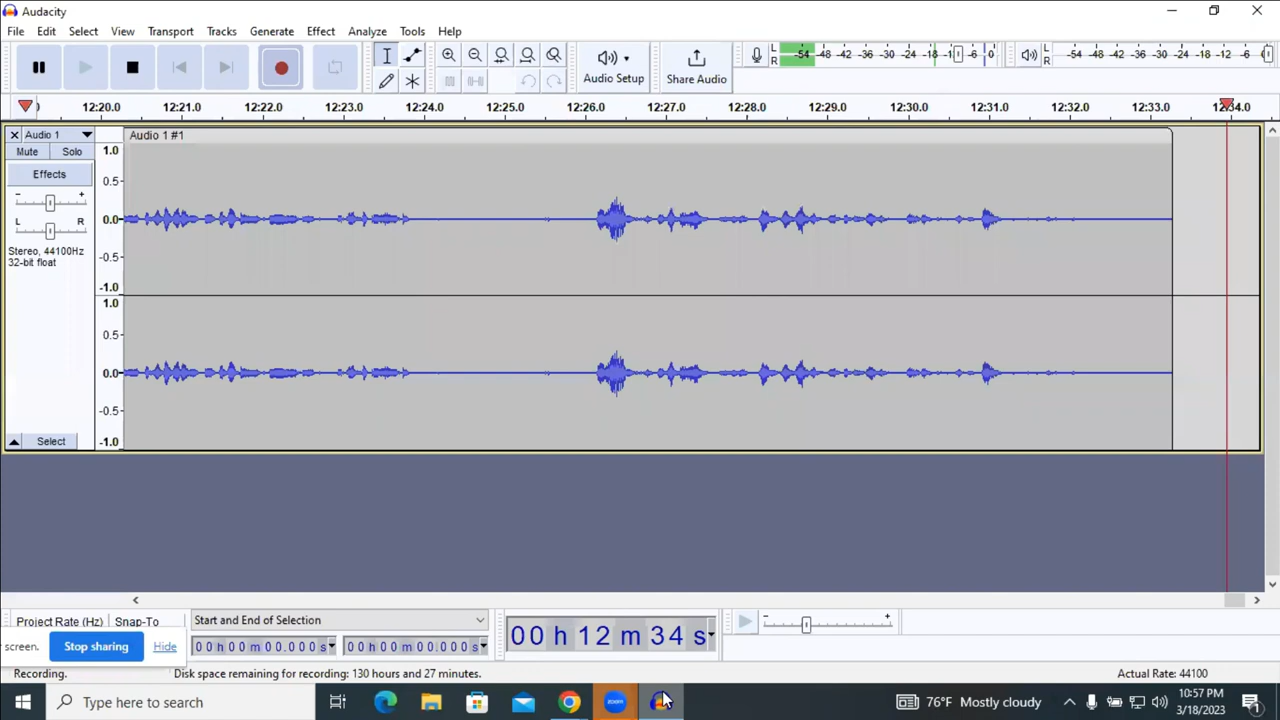 Audacity
File Edit Select View Transport Tracks Generate Effect Analyze Tools Help
Audio Setup
Share Audio
L R -54 -48 -42 -36 -30 -24 -18 -12 -6 0
L R -54 -48 -42 -36 -30 -24 -18 -12 -6 0
12:20.0 12:21.0 12:22.0 12:23.0 12:24.0 12:25.0 12:26.0 12:27.0 12:28.0 12:29.0 12:30.0 12:31.0 12:32.0 12:33.0 12:34.0
Audio 1
Audio 1 #1
Mute Solo
Effects
- +
L R
Stereo, 44100Hz
32-bit float
1.0
0.5
0.0
-0.5
-1.0
1.0
0.5
0.0
-0.5
-1.0
Select
Project Rate (Hz) Snap-To
Start and End of Selection
screen. Stop sharing Hide
00 h 00 m 00.000 s 00 h 00 m 00.000 s
00 h 12 m 34 s
- +
Recording. Disk space remaining for recording: 130 hours and 27 minutes. Actual Rate: 44100
Type here to search
zoom
76°F Mostly cloudy
10:57 PM
3/18/2023
1